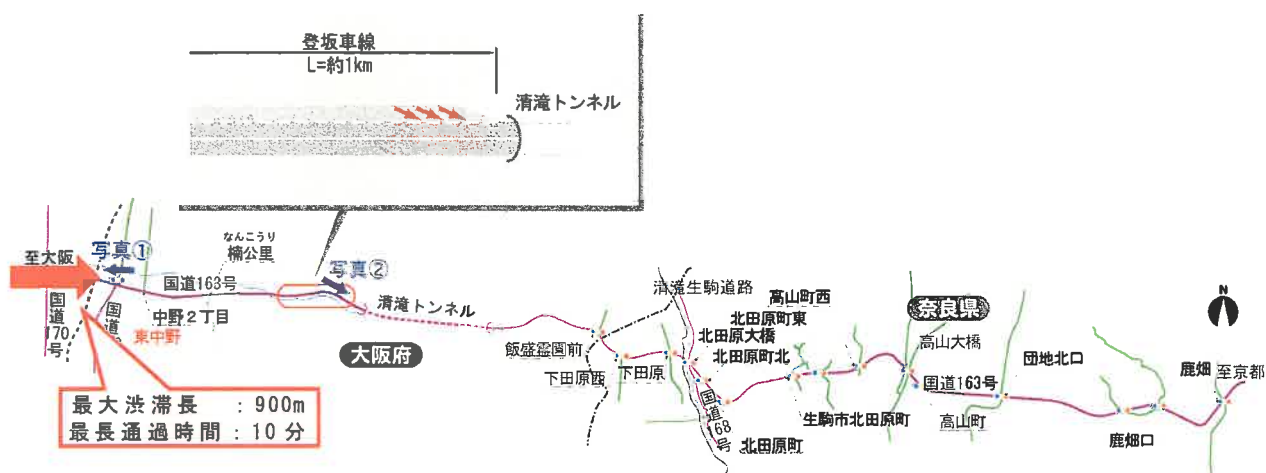 登坂車線
L=約1km
清滝トンネル
至大阪
写真①
なんこうり
楠公里
写真②
国道163号
国道170号
国道
中野2丁目
東中野
清滝トンネル
大阪府
最大渋滞長 : 900m
最長通過時間 : 10分
飯盛霊園前
下田原西
下田原
清滝生駒道路
高山町西
北田原町東
北田原大橋
北田原町北
国道168号
北田原町
生駒市北田原町
奈良県
高山大橋
国道163号
高山町
団地北口
鹿畑口
鹿畑
至京都
N